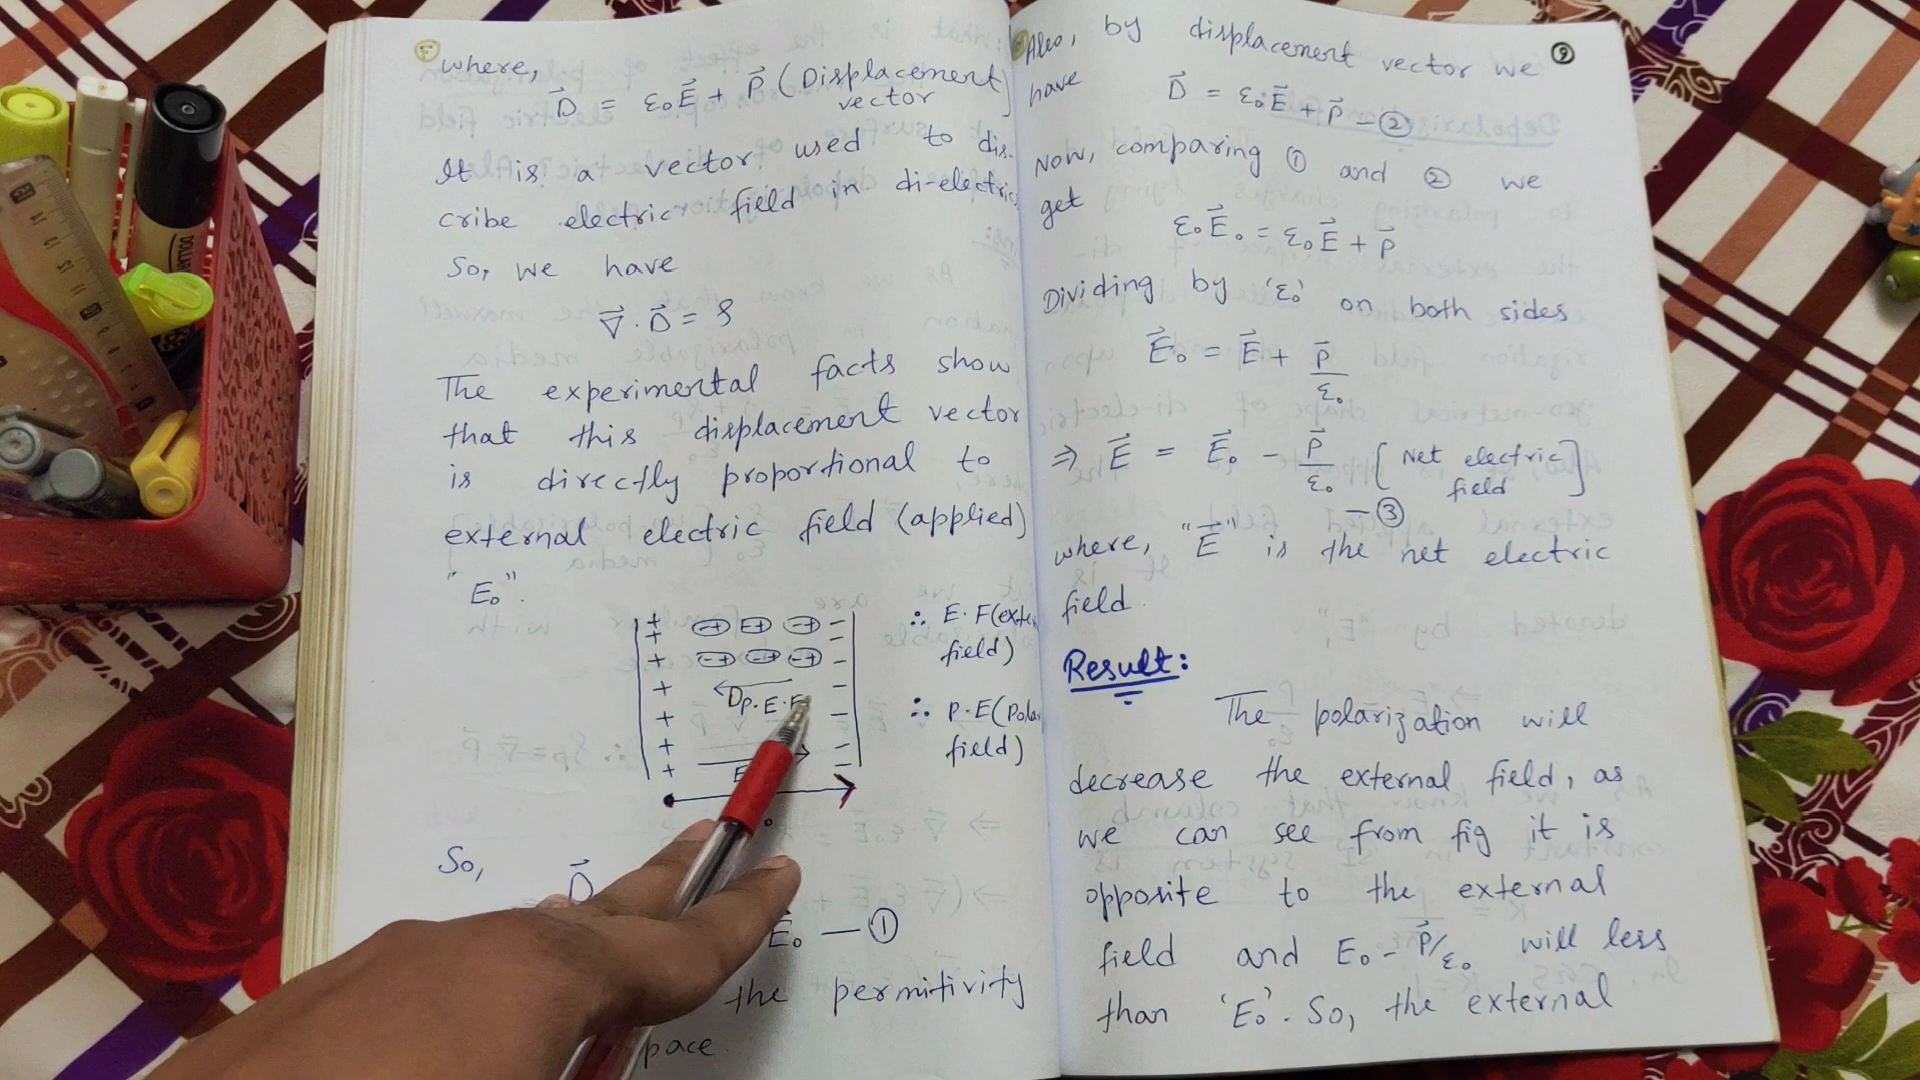 where,
D⃗ = ε₀E⃗ + P⃗ (Displacement
vector
It is a vector used to dis-
cribe electric field in di-electric
So, we have
∇⃗ . D⃗ = ρ
The experimental facts show
that this displacement vector
is directly proportional to
external electric field (applied)
"E₀".
∴ E.F(exte
field)
Dp.E.F
∴ P.E(Pola
field)
So,
D⃗
E₀ — ①
the permitivity
pace.
⑨
Also, by displacement vector we
have D⃗ = ε₀E⃗ + P⃗ — ②
Now, comparing ① and ② we
get
ε₀E⃗₀ = ε₀E⃗ + P⃗
Dividing by 'ε₀' on both sides
E⃗₀ = E⃗ + P⃗/ε₀
⇒ E⃗ = E⃗₀ - P⃗/ε₀ [Net electric
field]
— ③
where, "E⃗" is the net electric
field.
Result:
The polarization will
decrease the external field, as
we can see from fig it is
opposite to the external
field and E₀ - P⃗/ε₀ will less
than 'E₀'. So, the external